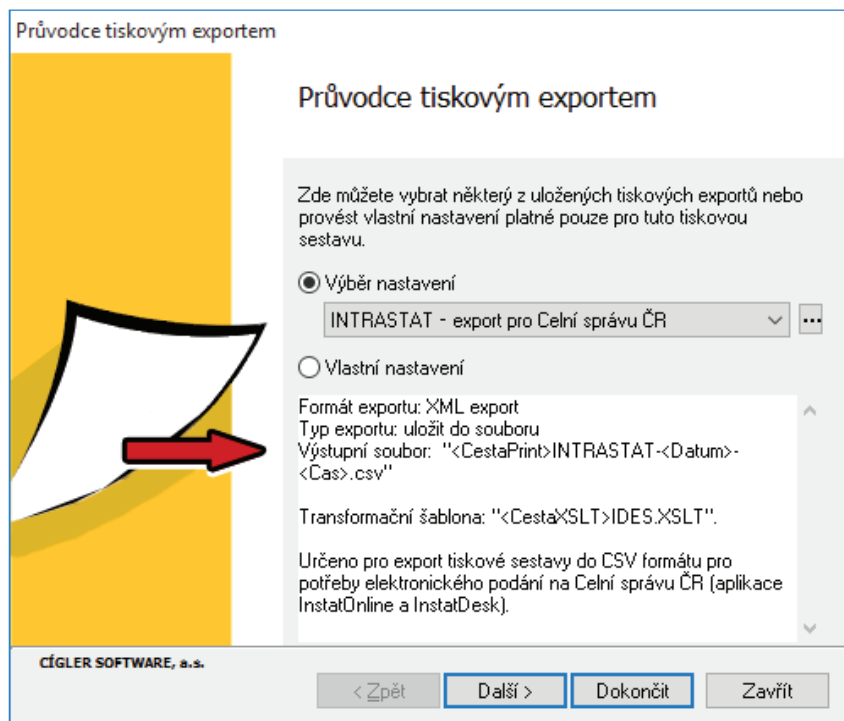 Průvodce tiskovým exportem
Průvodce tiskovým exportem
Zde můžete vybrat některý z uložených tiskových exportů nebo
provést vlastní nastavení platné pouze pro tuto tiskovou
sestavu.
Výběr nastavení
INTRASTAT - export pro Celní správu ČR
...
Vlastní nastavení
Formát exportu: XML export
Typ exportu: uložit do souboru
Výstupní soubor: "<CestaPrint>INTRASTAT-<Datum>-
<Cas>.csv"
Transformační šablona: "<CestaXSLT>IDES.XSLT".
Určeno pro export tiskové sestavy do CSV formátu pro
potřeby elektronického podání na Celní správu ČR (aplikace
InstatOnline a InstatDesk).
CÍGLER SOFTWARE, a.s.
< Zpět
Další >
Dokončit
Zavřít